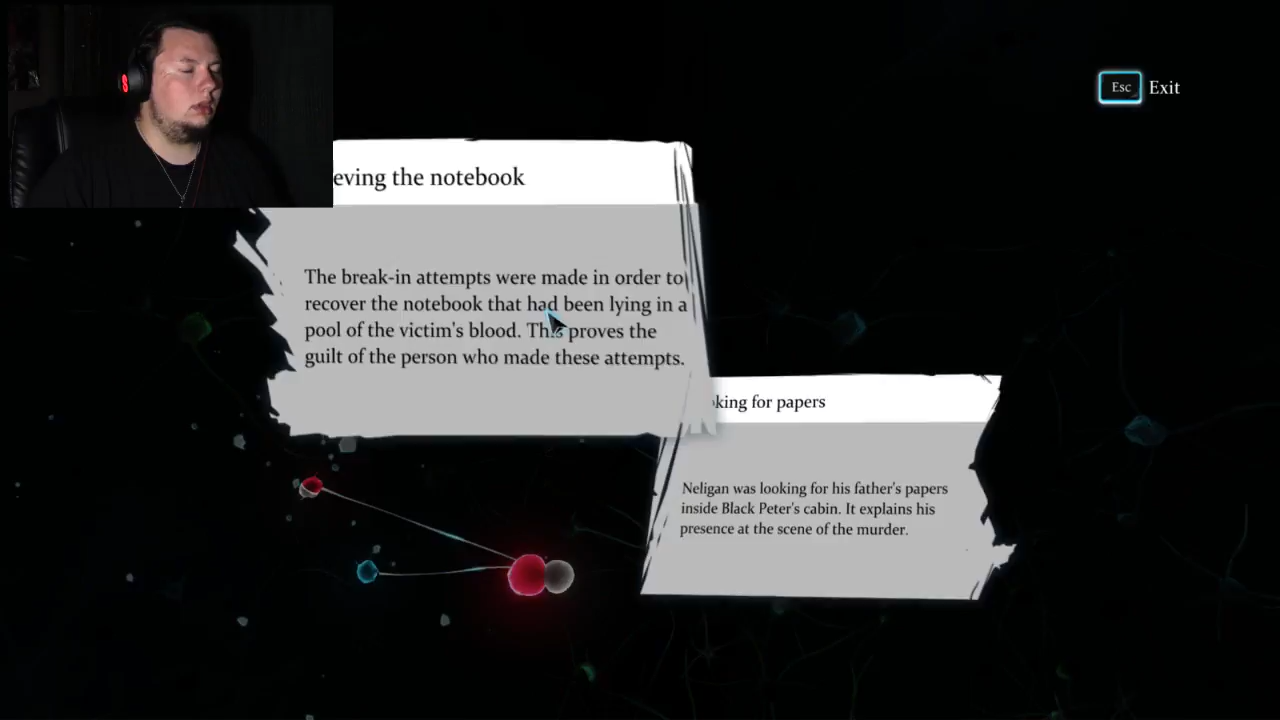 Esc Exit
eving the notebook
The break-in attempts were made in order to
recover the notebook that had been lying in a
pool of the victim's blood. This proves the
guilt of the person who made these attempts.
king for papers
Neligan was looking for his father's papers
inside Black Peter's cabin. It explains his
presence at the scene of the murder.